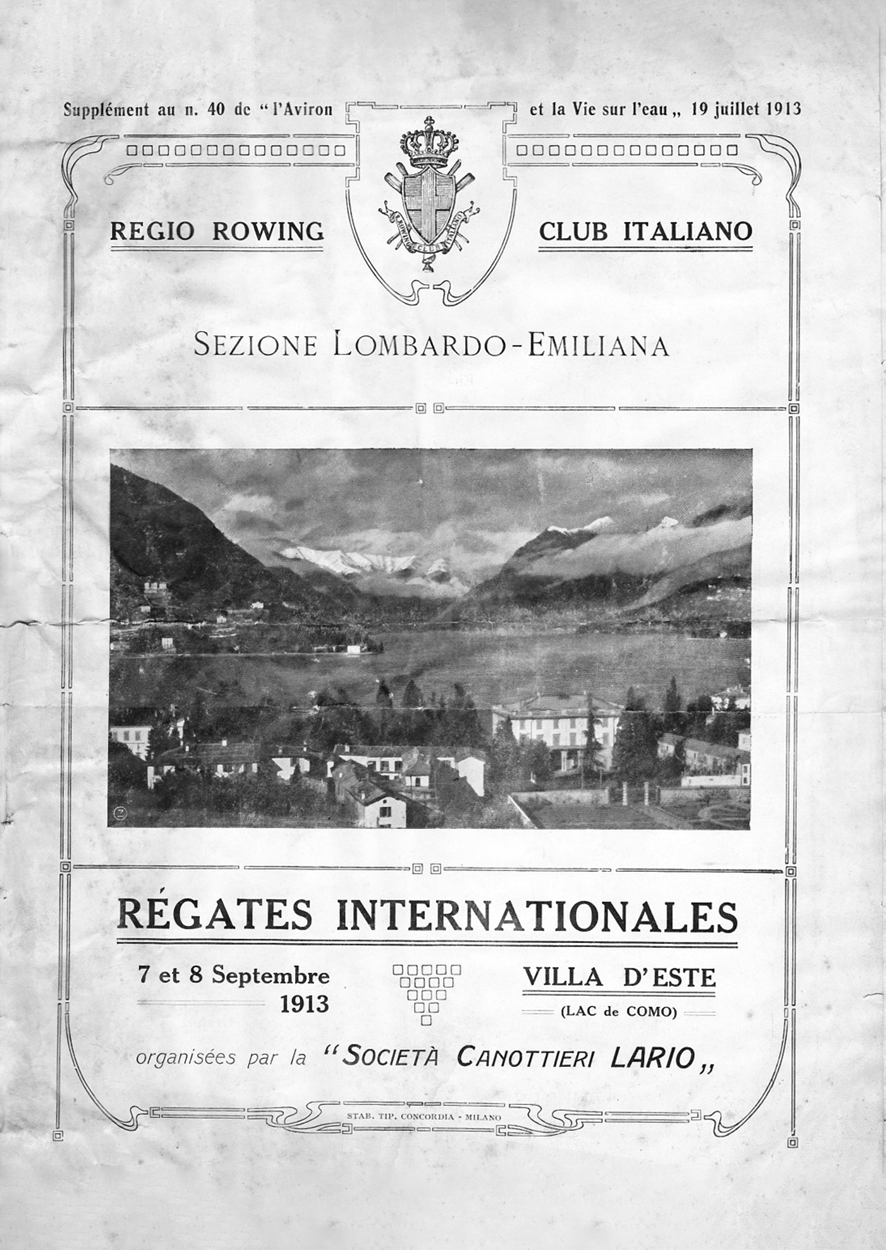 Supplément au n. 40 de “ l'Aviron et la Vie sur l'eau „ 19 juillet 1913
REGIO ROWING CLUB ITALIANO
SEZIONE LOMBARDO-EMILIANA
RÉGATES INTERNATIONALES
7 et 8 Septembre
1913
VILLA D'ESTE
(LAC de COMO)
organisées par la “SOCIETÀ CANOTTIERI LARIO„
STAB. TIP. CONCORDIA - MILANO